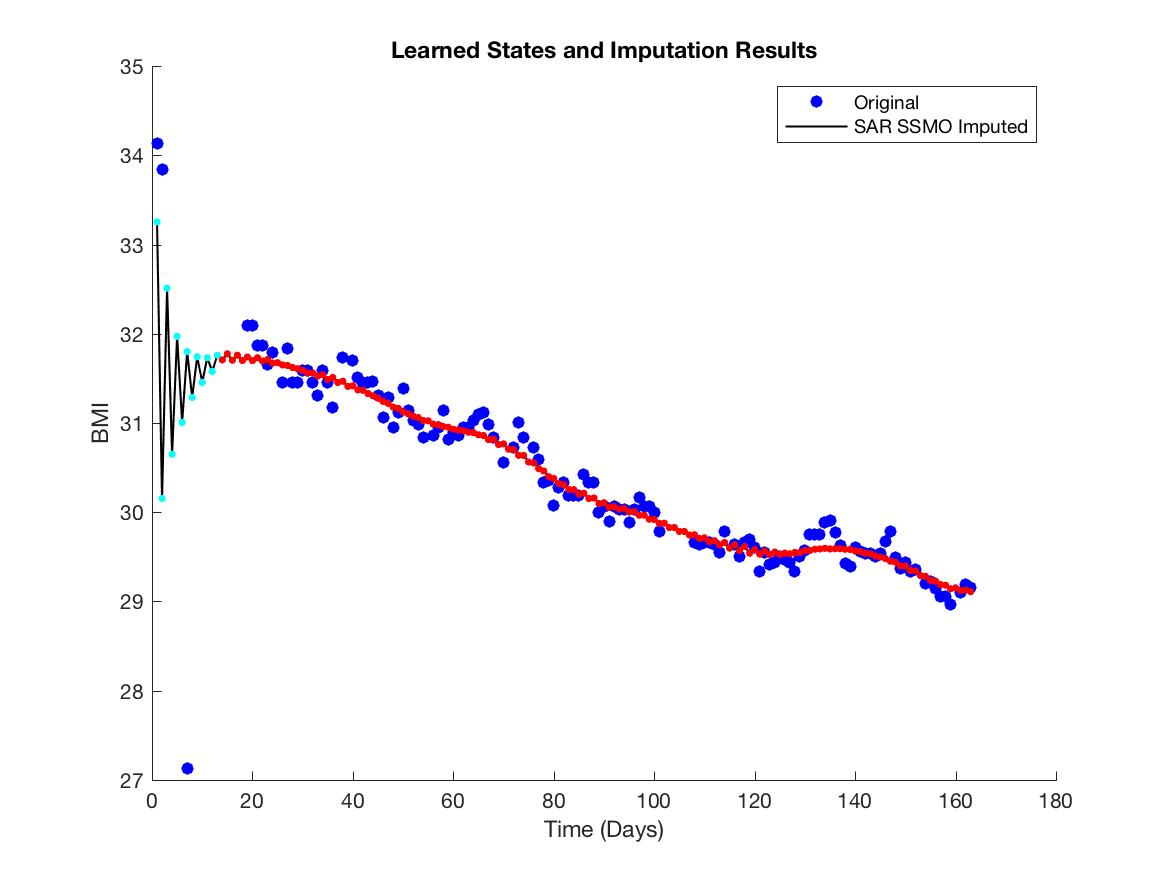 Learned States and Imputation Results
Original
SAR SSMO Imputed
BMI
35
34
33
32
31
30
29
28
27
0 20 40 60 80 100 120 140 160 180
Time (Days)